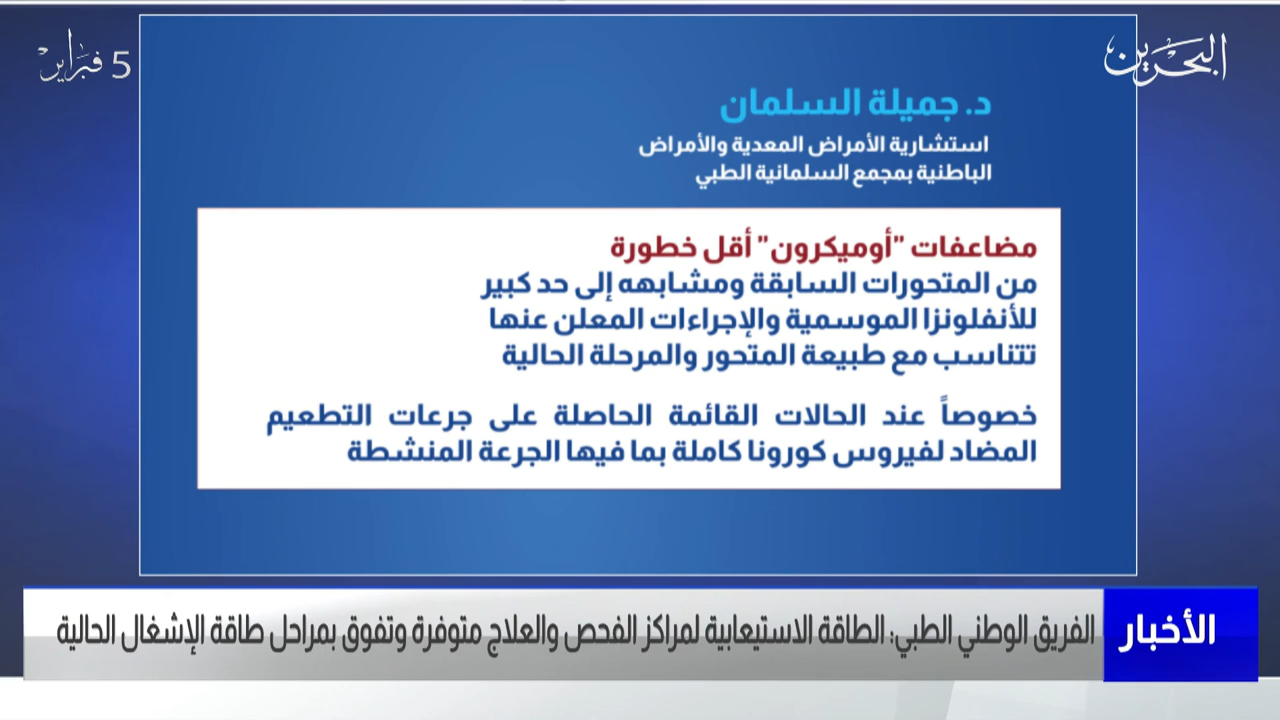 البحرين
5 فبراير
د. جميلة السلمان
استشارية الأمراض المعدية والأمراض
الباطنية بمجمع السلمانية الطبي
مضاعفات "أوميكرون" أقل خطورة
من المتحورات السابقة ومشابهه إلى حد كبير
للأنفلونزا الموسمية والإجراءات المعلن عنها
تتناسب مع طبيعة المتحور والمرحلة الحالية
خصوصاً عند الحالات القائمة الحاصلة على جرعات التطعيم
المضاد لفيروس كورونا كاملة بما فيها الجرعة المنشطة
الأخبار
الفريق الوطني الطبي: الطاقة الاستيعابية لمراكز الفحص والعلاج متوفرة وتفوق بمراحل طاقة الإشغال الحالية